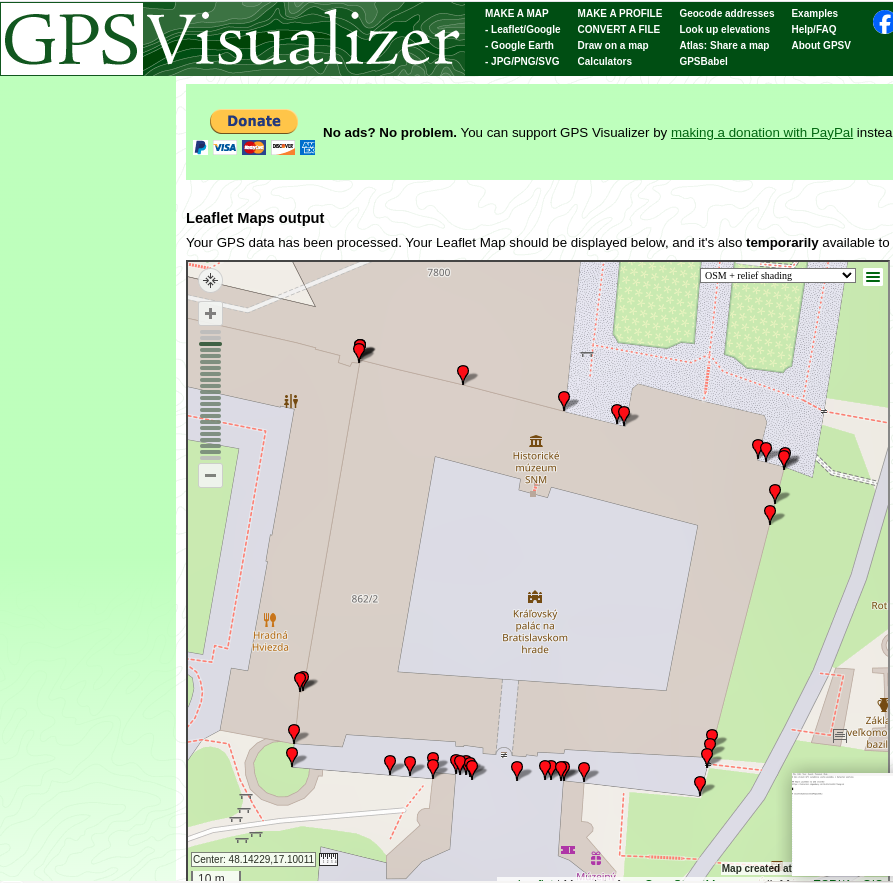 GPS Visualizer
MAKE A MAP
- Leaflet/Google
- Google Earth
- JPG/PNG/SVG
MAKE A PROFILE
CONVERT A FILE
Draw on a map
Calculators
Geocode addresses
Look up elevations
Atlas: Share a map
GPSBabel
Examples
Help/FAQ
About GPSV
Donate
VISA
No ads? No problem. You can support GPS Visualizer by making a donation with PayPal instea
Leaflet Maps output
Your GPS data has been processed. Your Leaflet Map should be displayed below, and it's also temporarily available to
7800
OSM + relief shading
Historické
múzeum
SNM
862/2
Kráľovský
palác na
Bratislavskom
hrade
Hradná
Hviezda
Rot
Zákla
veľkomo
bazil
Múzejný
Center: 48.14229,17.10011
10 m
Map created at